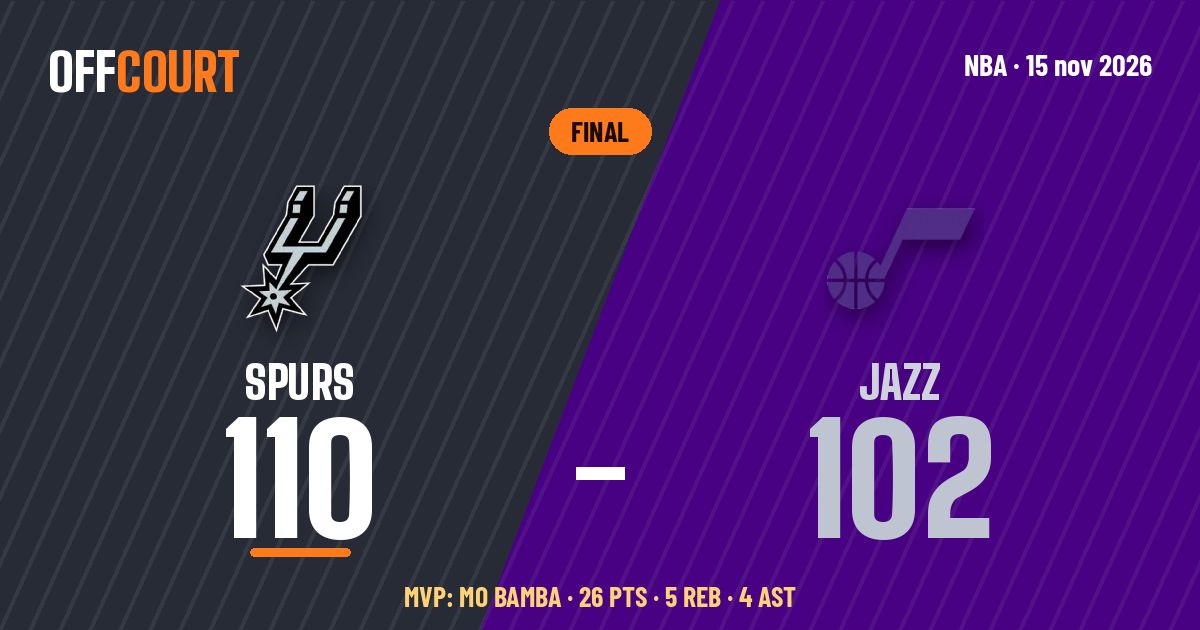 OFFCOURT
NBA · 15 nov 2026
FINAL
SPURS
JAZZ
110
–
102
MVP: MO BAMBA · 26 PTS · 5 REB · 4 AST